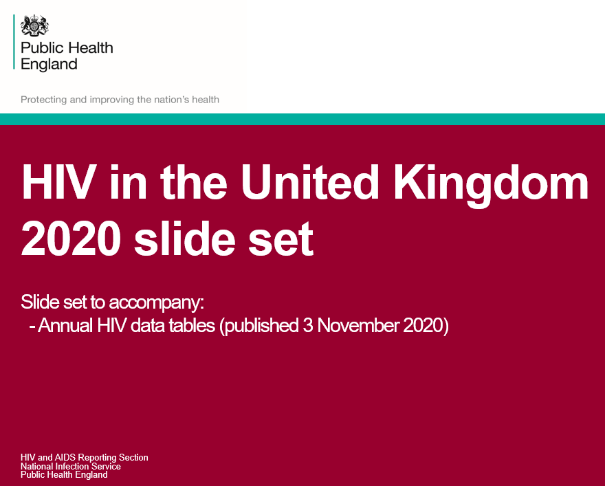 Public Health
England
Protecting and improving the nation's health
HIV in the United Kingdom
2020 slide set
Slide set to accompany:
- Annual HIV data tables (published 3 November 2020)
HIV and AIDS Reporting Section
National Infection Service
Public Health England